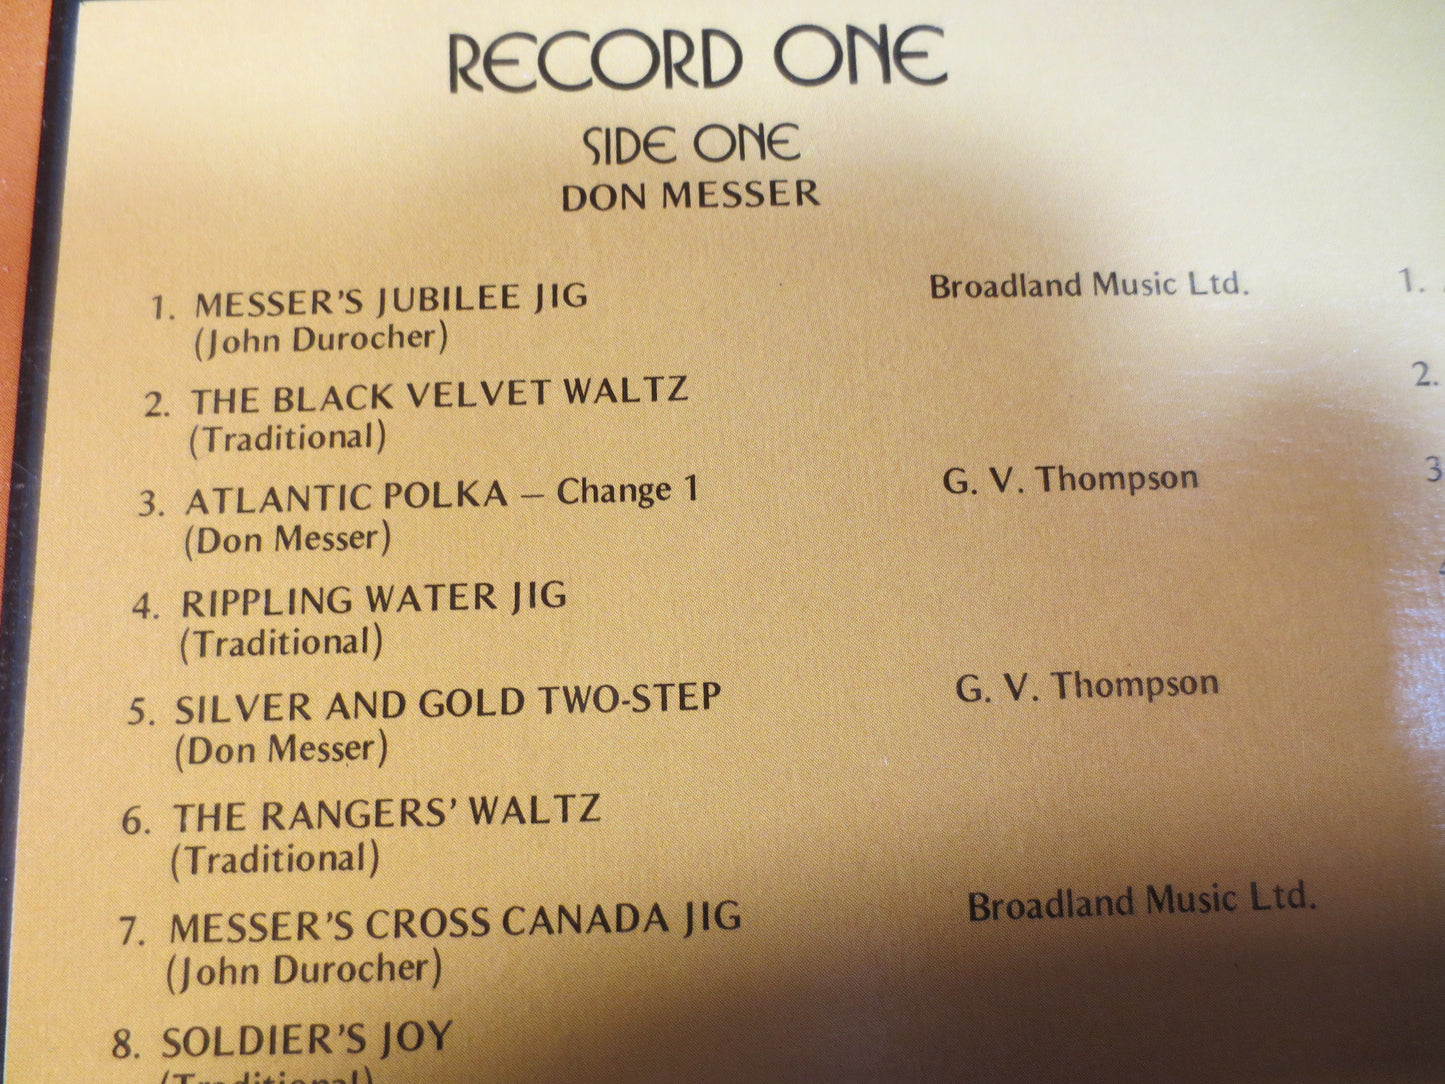 RECORD ONE
SIDE ONE
DON MESSER
1. MESSER'S JUBILEE JIG Broadland Music Ltd.
(John Durocher)
2. THE BLACK VELVET WALTZ
(Traditional)
3. ATLANTIC POLKA – Change 1 G. V. Thompson
(Don Messer)
4. RIPPLING WATER JIG
(Traditional)
5. SILVER AND GOLD TWO-STEP G. V. Thompson
(Don Messer)
6. THE RANGERS' WALTZ
(Traditional)
7. MESSER'S CROSS CANADA JIG Broadland Music Ltd.
(John Durocher)
8. SOLDIER'S JOY
(Traditional)
1.
2.
3